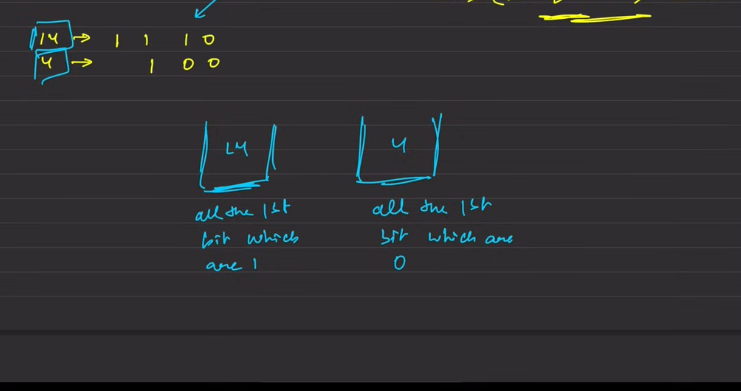 14 → 1 1 1 0
4 → 1 0 0
14 4
all the 1st all the 1st
bit which bit which are
are 1 0